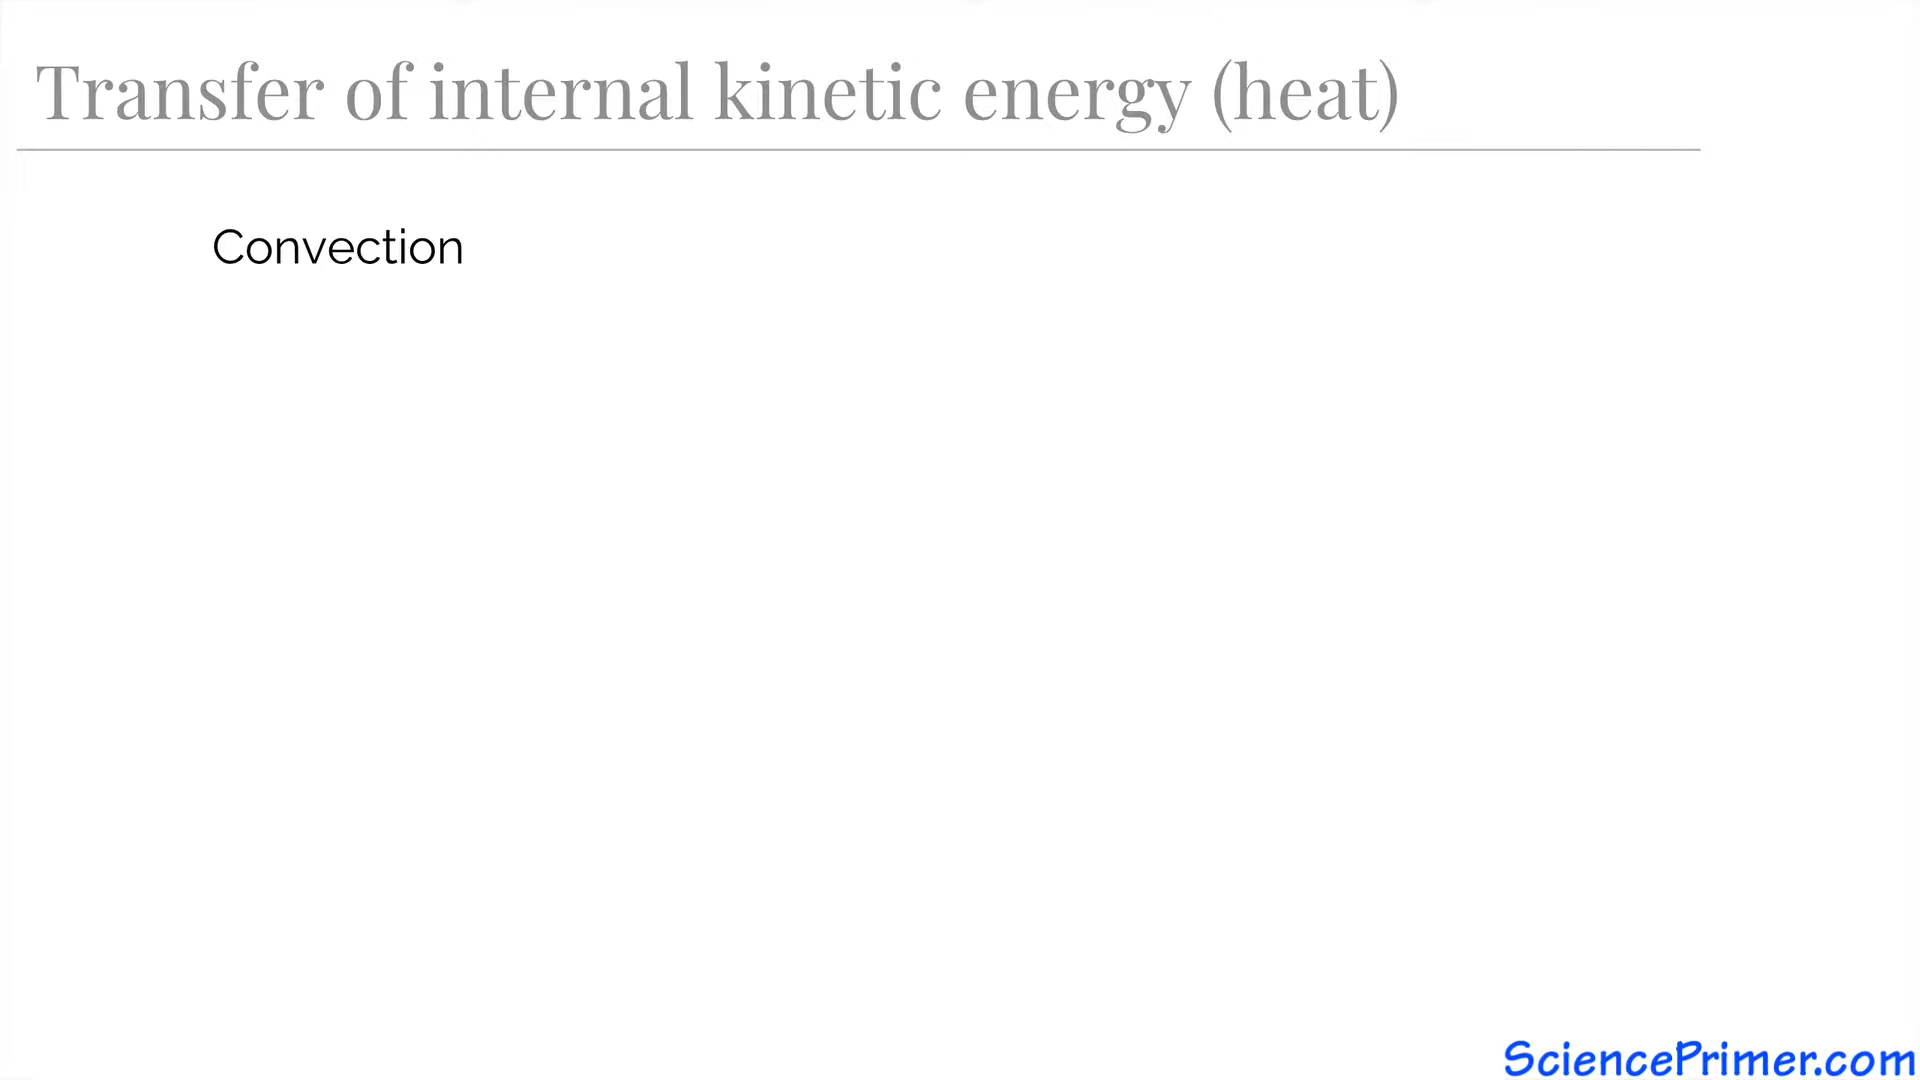 Transfer of internal kinetic energy (heat)
Convection
SciencePrimer.com